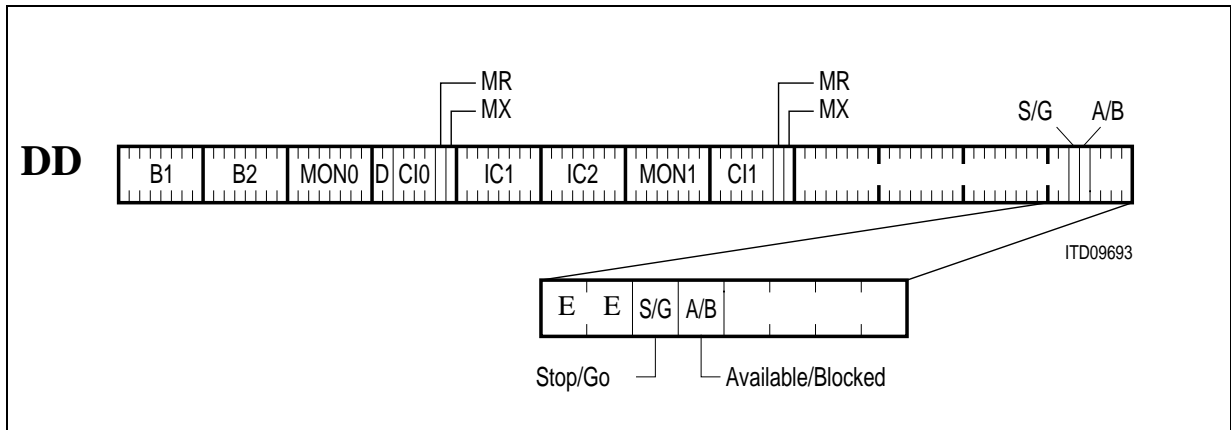 MR
MX
MR
MX
S/G A/B
DD
B1 B2 MON0 D CI0 IC1 IC2 MON1 CI1
ITD09693
E E S/G A/B
Stop/Go Available/Blocked